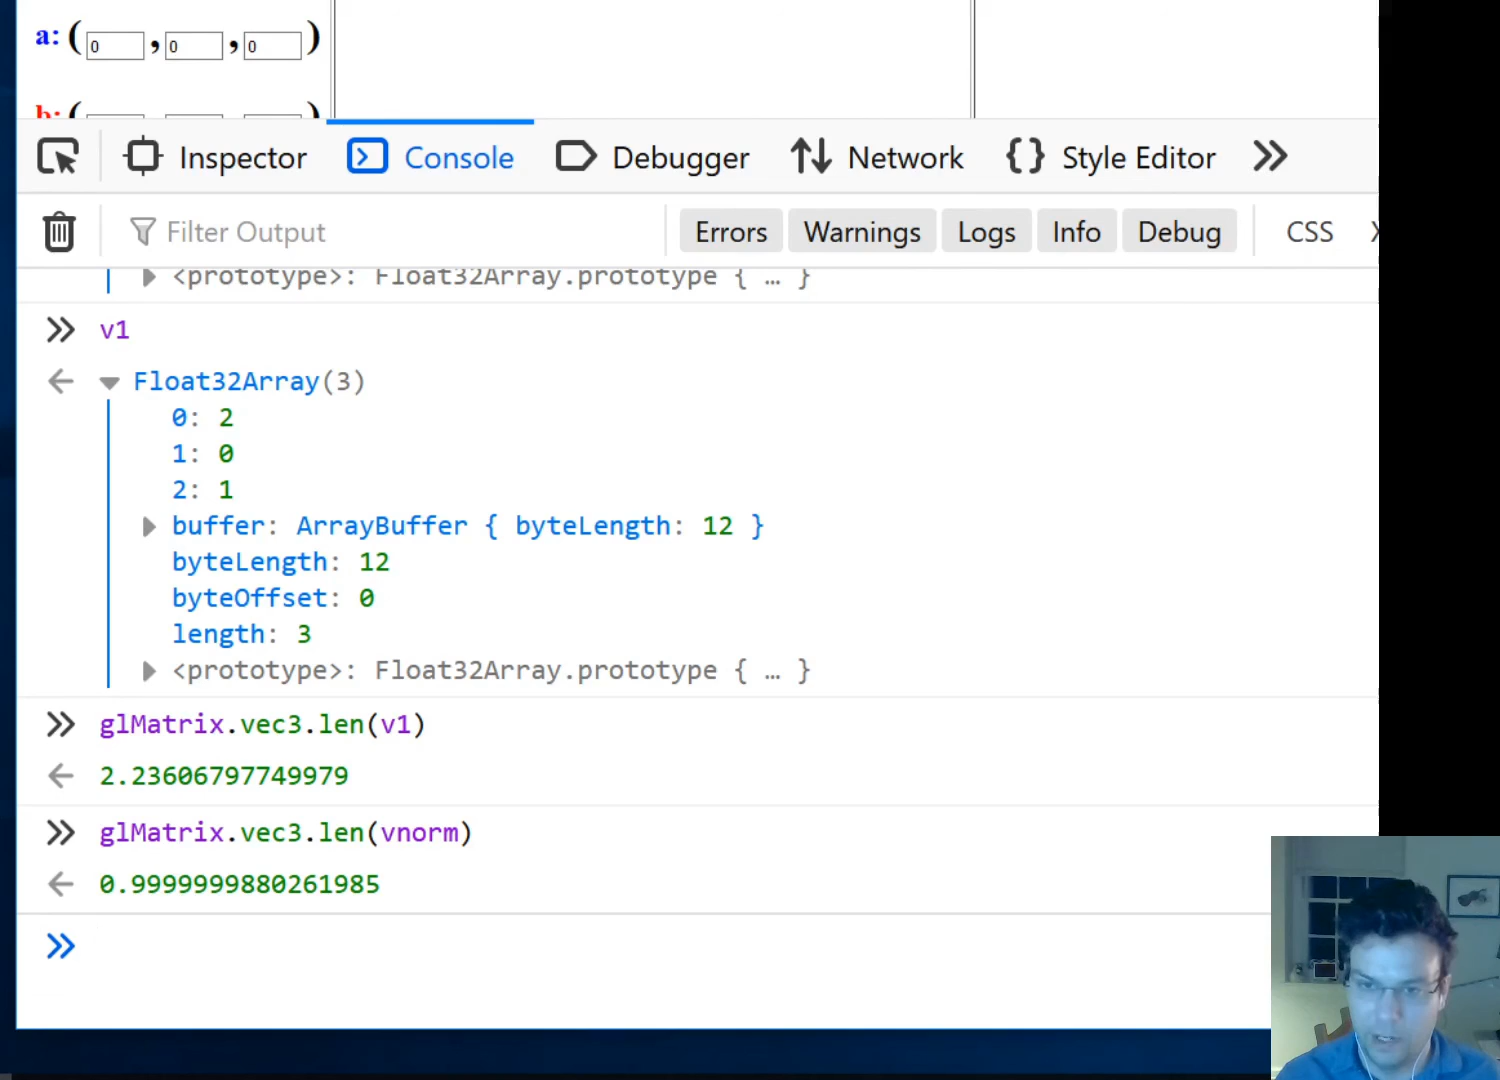 a: ( 0 , 0 , 0 )
b: ( )
Inspector Console Debugger Network {} Style Editor
Filter Output Errors Warnings Logs Info Debug CSS
<prototype>: Float32Array.prototype { … }
v1
Float32Array(3)
0: 2
1: 0
2: 1
buffer: ArrayBuffer { byteLength: 12 }
byteLength: 12
byteOffset: 0
length: 3
<prototype>: Float32Array.prototype { … }
glMatrix.vec3.len(v1)
2.23606797749979
glMatrix.vec3.len(vnorm)
0.9999999880261985